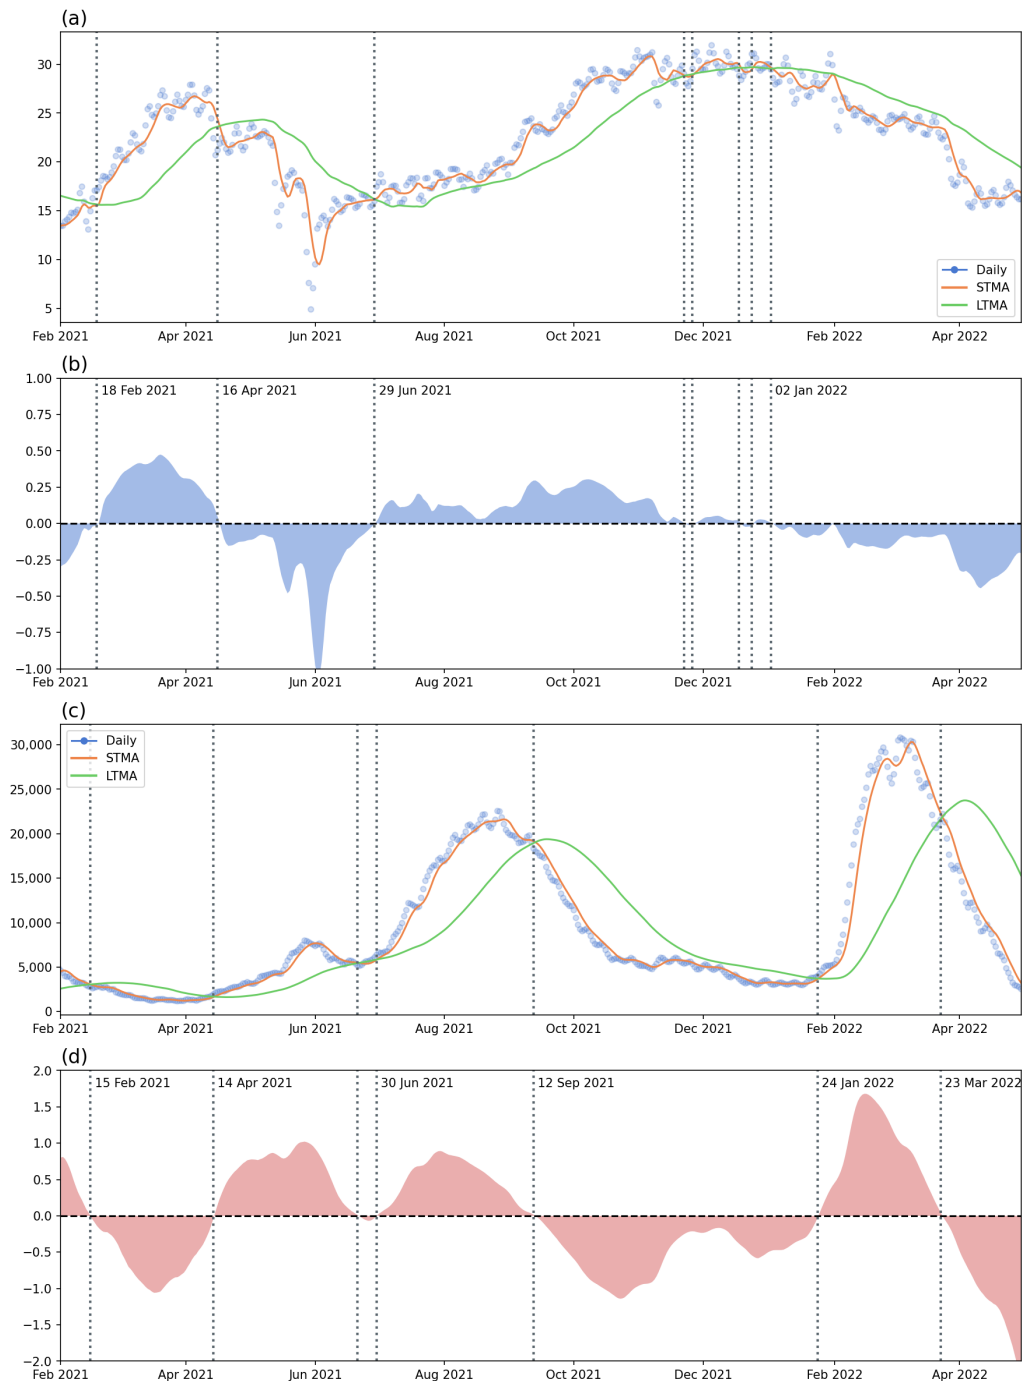 (a)
30
25
20
15
10
5
Daily
STMA
LTMA
Feb 2021 Apr 2021 Jun 2021 Aug 2021 Oct 2021 Dec 2021 Feb 2022 Apr 2022
(b)
1.00
18 Feb 2021 16 Apr 2021 29 Jun 2021 02 Jan 2022
0.75
0.50
0.25
0.00
−0.25
−0.50
−0.75
−1.00
Feb 2021 Apr 2021 Jun 2021 Aug 2021 Oct 2021 Dec 2021 Feb 2022 Apr 2022
(c)
Daily
STMA
LTMA
30,000
25,000
20,000
15,000
10,000
5,000
0
Feb 2021 Apr 2021 Jun 2021 Aug 2021 Oct 2021 Dec 2021 Feb 2022 Apr 2022
(d)
2.0
15 Feb 2021 14 Apr 2021 30 Jun 2021 12 Sep 2021 24 Jan 2022 23 Mar 2022
1.5
1.0
0.5
0.0
−0.5
−1.0
−1.5
−2.0
Feb 2021 Apr 2021 Jun 2021 Aug 2021 Oct 2021 Dec 2021 Feb 2022 Apr 2022